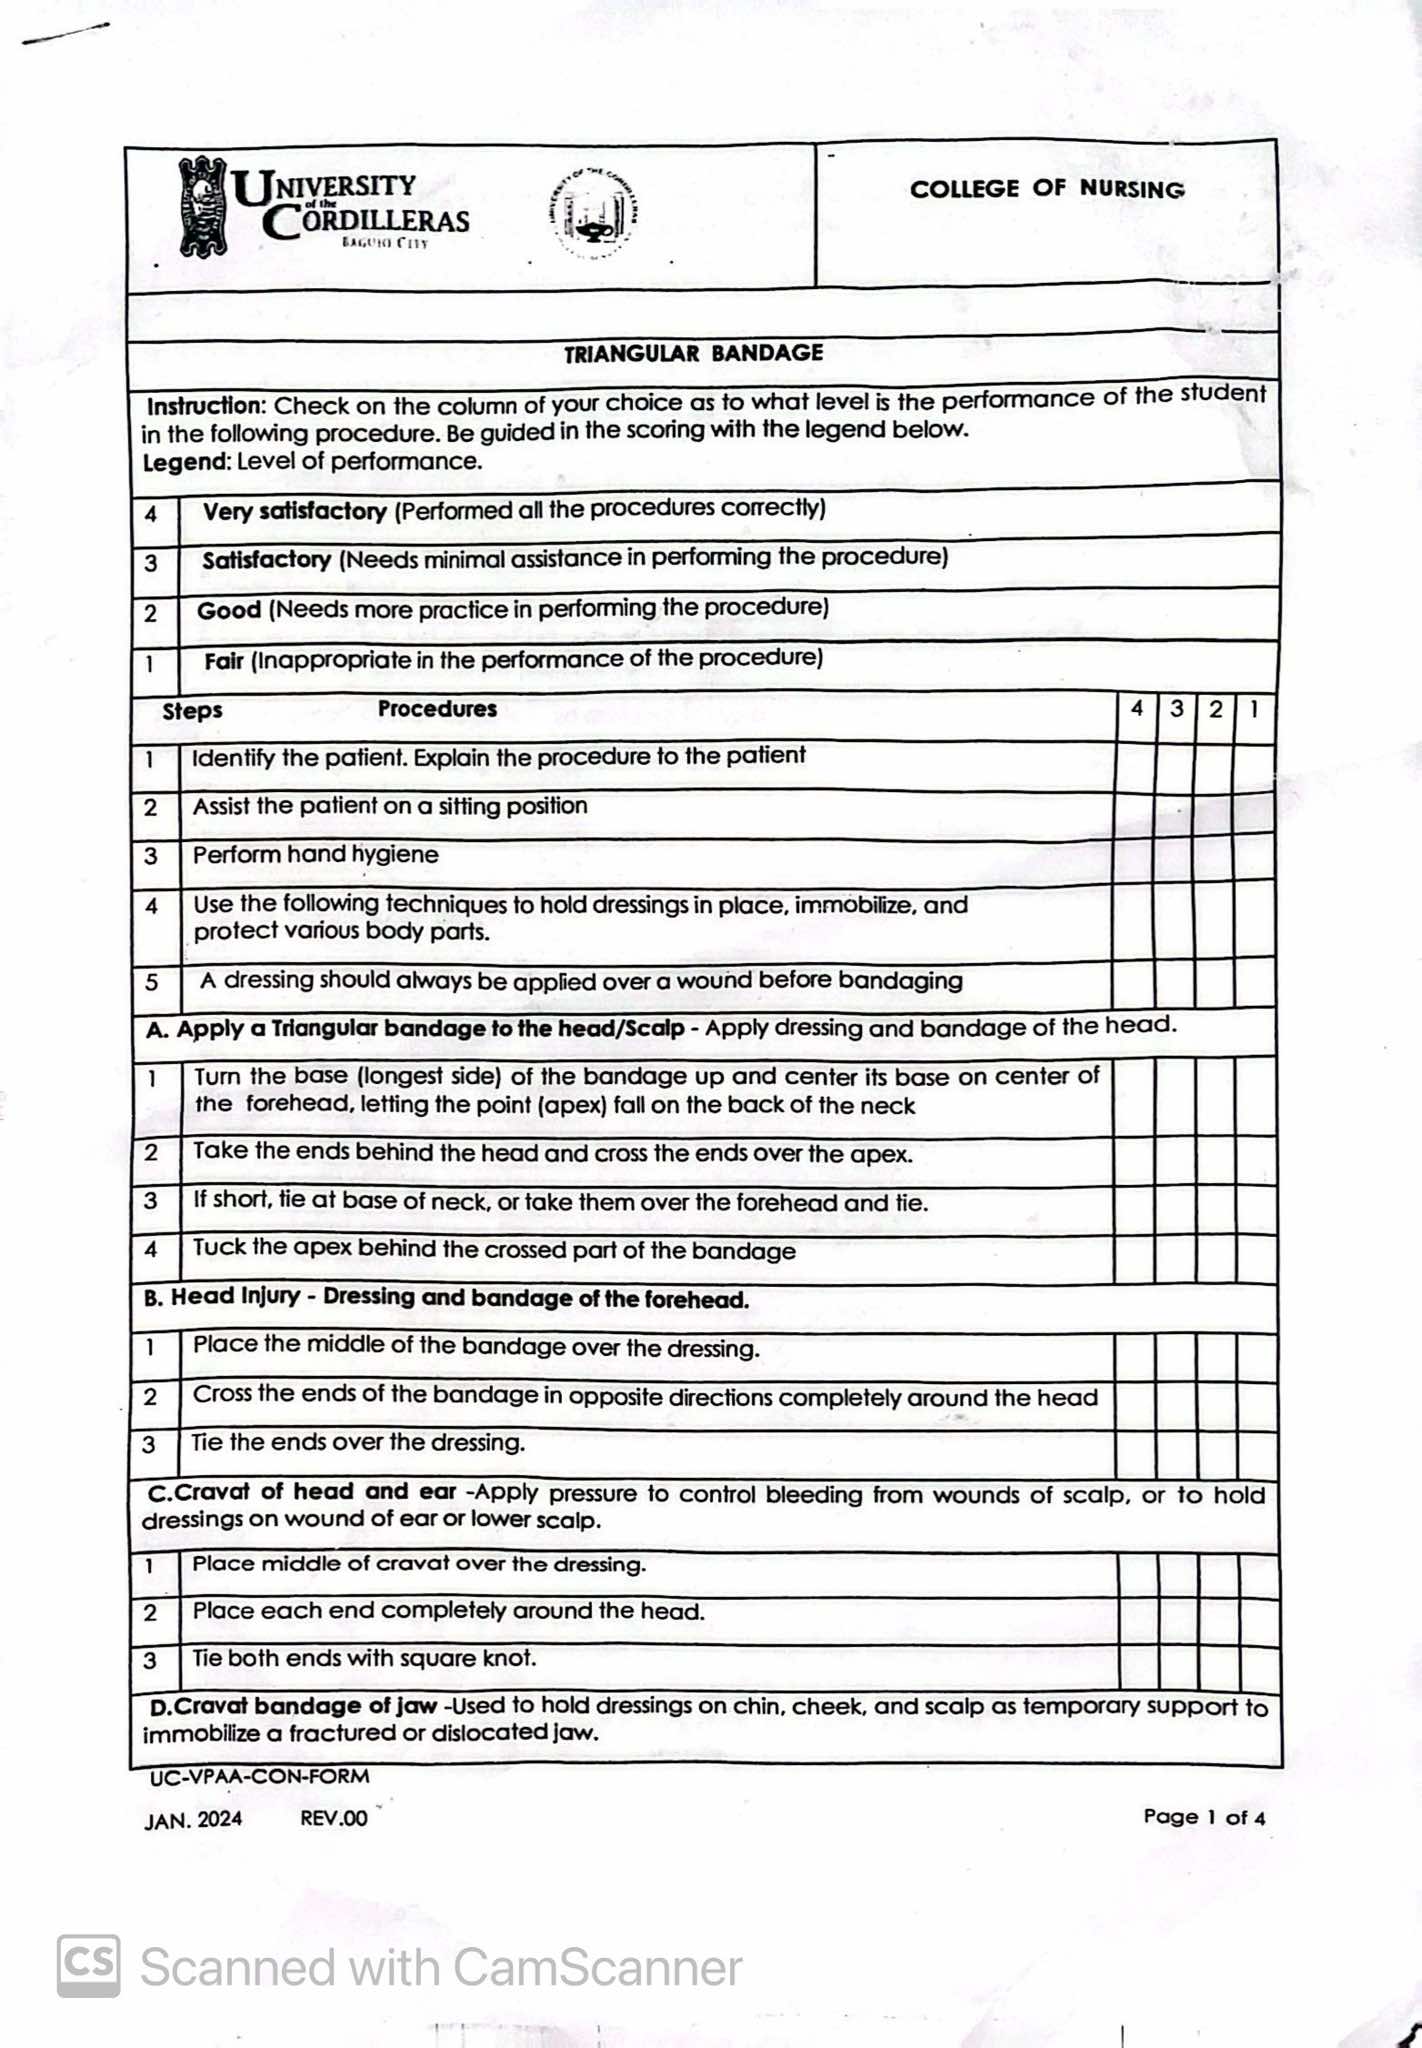 UNIVERSITY
of the
CORDILLERAS
BAGUIO CITY
UNIVERSITY OF THE CORDILLERAS
COLLEGE OF NURSING
TRIANGULAR BANDAGE
Instruction: Check on the column of your choice as to what level is the performance of the student
in the following procedure. Be guided in the scoring with the legend below.
Legend: Level of performance.
4 Very satisfactory (Performed all the procedures correctly)
3 Satisfactory (Needs minimal assistance in performing the procedure)
2 Good (Needs more practice in performing the procedure)
1 Fair (Inappropriate in the performance of the procedure)
Steps Procedures 4 3 2 1
1 Identify the patient. Explain the procedure to the patient
2 Assist the patient on a sitting position
3 Perform hand hygiene
4 Use the following techniques to hold dressings in place, immobilize, and
protect various body parts.
5 A dressing should always be applied over a wound before bandaging
A. Apply a Triangular bandage to the head/Scalp - Apply dressing and bandage of the head.
1 Turn the base (longest side) of the bandage up and center its base on center of
the forehead, letting the point (apex) fall on the back of the neck
2 Take the ends behind the head and cross the ends over the apex.
3 If short, tie at base of neck, or take them over the forehead and tie.
4 Tuck the apex behind the crossed part of the bandage
B. Head Injury - Dressing and bandage of the forehead.
1 Place the middle of the bandage over the dressing.
2 Cross the ends of the bandage in opposite directions completely around the head
3 Tie the ends over the dressing.
C.Cravat of head and ear -Apply pressure to control bleeding from wounds of scalp, or to hold
dressings on wound of ear or lower scalp.
1 Place middle of cravat over the dressing.
2 Place each end completely around the head.
3 Tie both ends with square knot.
D.Cravat bandage of jaw -Used to hold dressings on chin, cheek, and scalp as temporary support to
immobilize a fractured or dislocated jaw.
UC-VPAA-CON-FORM
JAN. 2024 REV.00 Page 1 of 4
CS Scanned with CamScanner